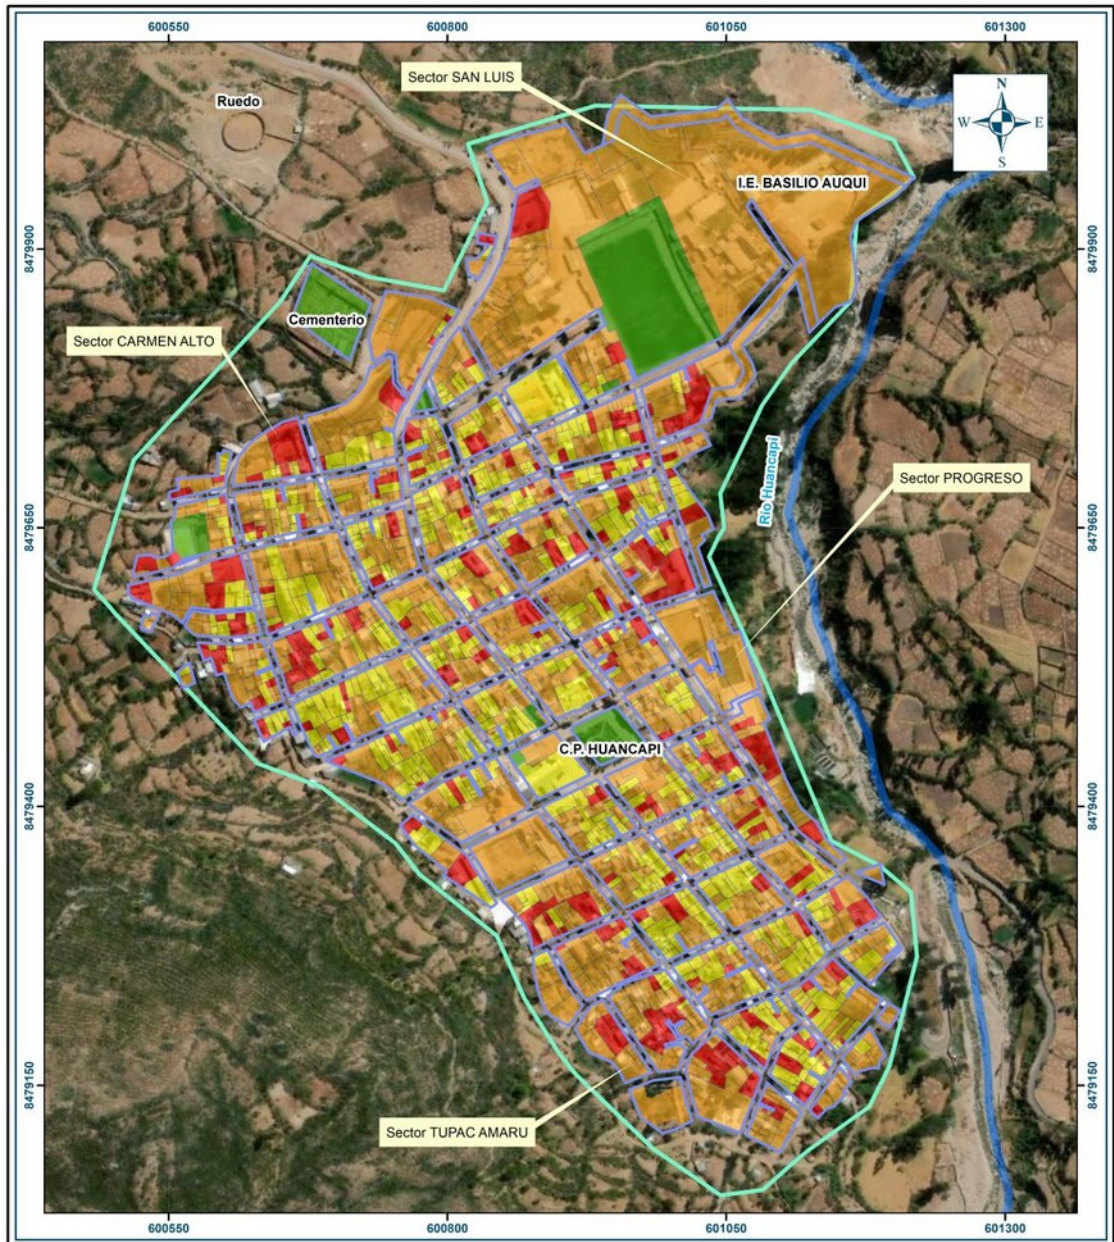 600550 600800 601050 601300
Sector SAN LUIS
N
W E
S
Ruedo
I.E. BASILIO AUQUI
8479900 8479900
Cementerio
Sector CARMEN ALTO
Río Huancapi
Sector PROGRESO
8479650 8479650
C.P. HUANCAPI
8479400 8479400
8479150 8479150
Sector TUPAC AMARU
600550 600800 601050 601300